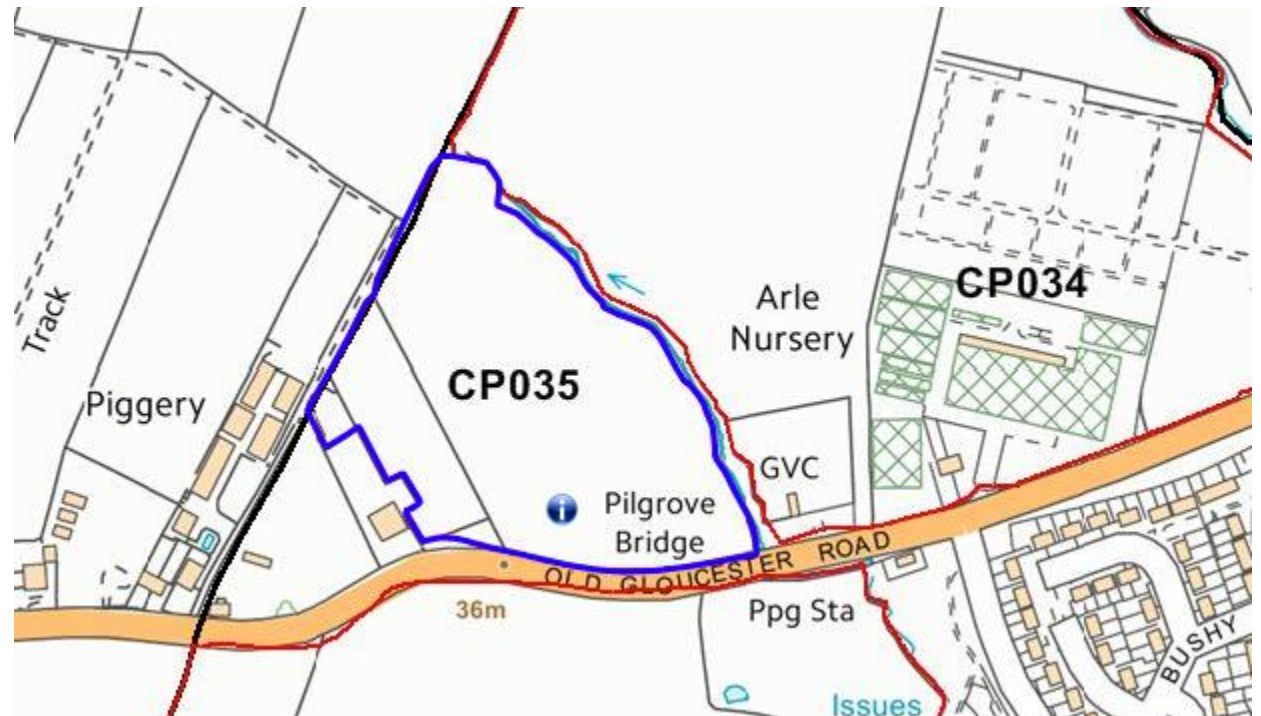 CP034
Arle
Nursery
Track
Piggery
CP035
GVC
i
Pilgrove
Bridge
OLD GLOUCESTER ROAD
36m
Ppg Sta
BUSHY
Issues